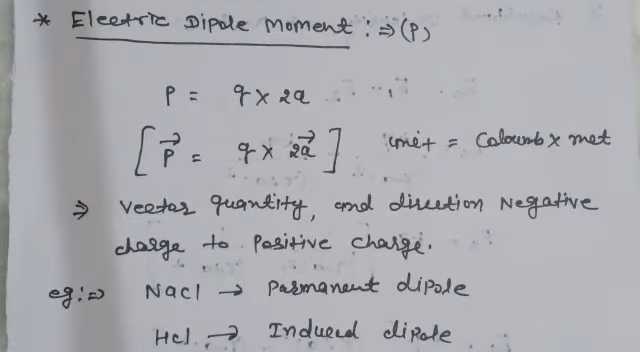 * Electric Dipole Moment : ⇒ (P)
P = q × 2a
[P⃗ = q × 2a⃗] unit = Coloumb × met
⇒ Vector quantity, and direction Negative
charge to Positive charge.
eg:⇒ NaCl → Parmanent dipole
HCl → Induced dipole